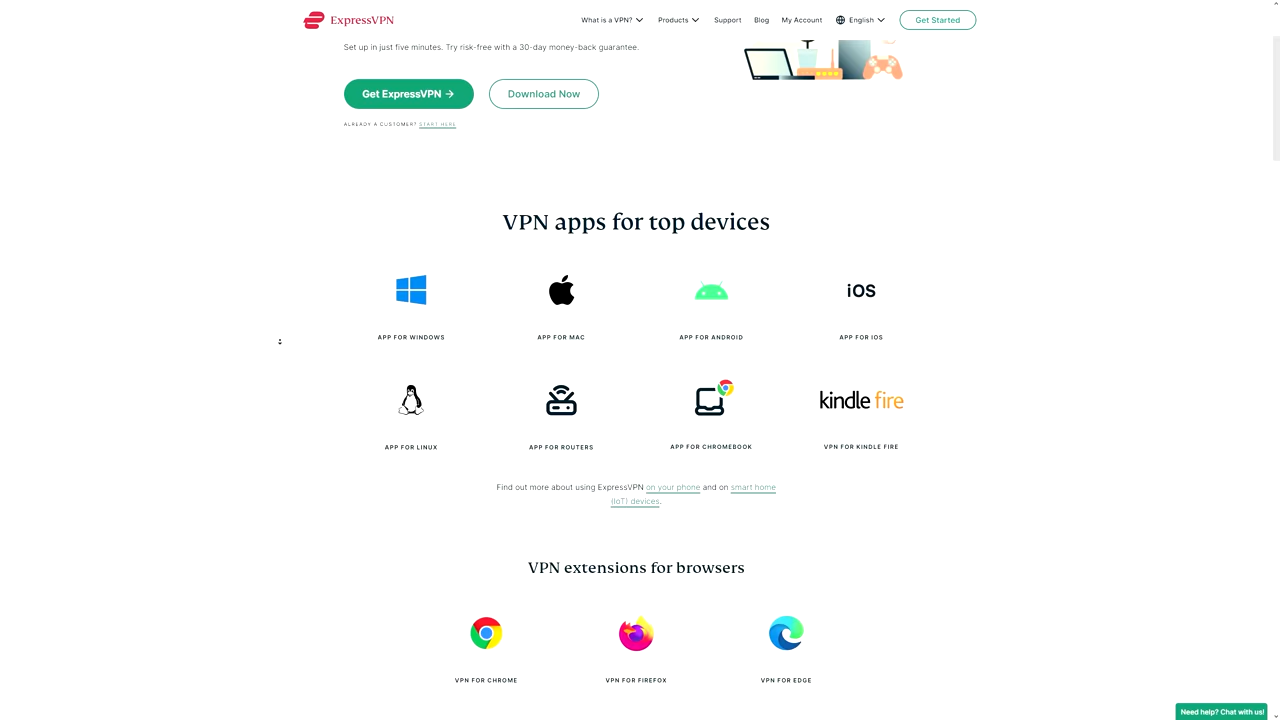 ExpressVPN
What is a VPN? Products Support Blog My Account English Get Started
Set up in just five minutes. Try risk-free with a 30-day money-back guarantee.
Get ExpressVPN → Download Now
ALREADY A CUSTOMER? START HERE
VPN apps for top devices
iOS
APP FOR WINDOWS APP FOR MAC APP FOR ANDROID APP FOR IOS
kindle fire
APP FOR LINUX APP FOR ROUTERS APP FOR CHROMEBOOK VPN FOR KINDLE FIRE
Find out more about using ExpressVPN on your phone and on smart home
(IoT) devices.
VPN extensions for browsers
VPN FOR CHROME VPN FOR FIREFOX VPN FOR EDGE
Need help? Chat with us!